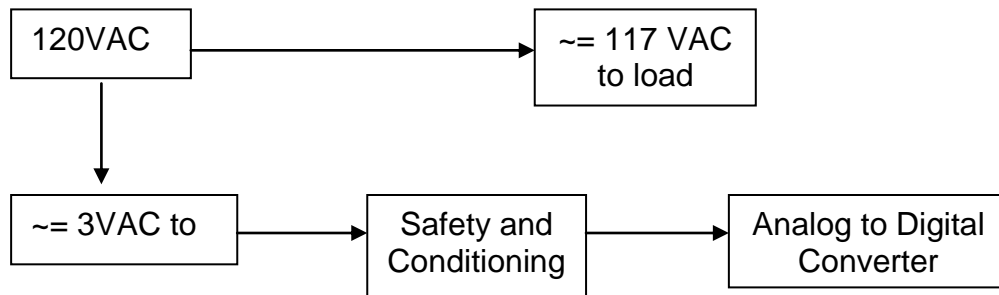 120VAC
~= 117 VAC
to load
~= 3VAC to
Safety and
Conditioning
Analog to Digital
Converter